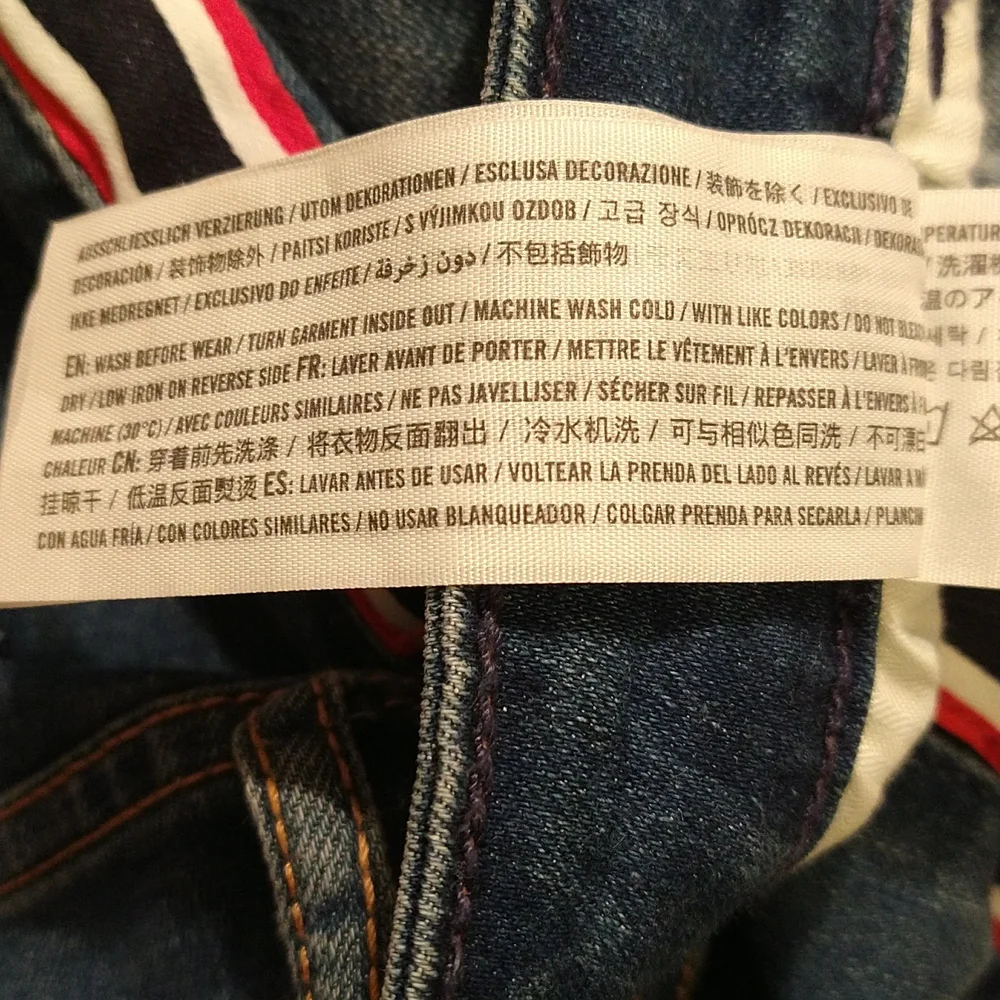 AUSSCHLIESSLICH VERZIERUNG / UTOM DEKORATIONEN / ESCLUSA DECORAZIONE / 装飾を除く / EXCLUSIVO DE
DECORACIÓN / 装饰物除外 / PAITSI KORISTE / S VÝJIMKOU OZDOB / 고급 장식 / OPRÓCZ DEKORACJI / DEKORA
IKKE MEDREGNET / EXCLUSIVO DO ENFEITE / دون زخرفة / 不包括飾物
EN: WASH BEFORE WEAR / TURN GARMENT INSIDE OUT / MACHINE WASH COLD / WITH LIKE COLORS / DO NOT
DRY / LOW IRON ON REVERSE SIDE FR: LAVER AVANT DE PORTER / METTRE LE VÊTEMENT À L'ENVERS / LAVER À
MACHINE (30°C) / AVEC COULEURS SIMILAIRES / NE PAS JAVELLISER / SÉCHER SUR FIL / REPASSER À L'ENVERS À
CHALEUR CN: 穿着前先洗涤 / 将衣物反面翻出 / 冷水机洗 / 可与相似色同洗 / 不可漂白
挂晾干 / 低温反面熨烫 ES: LAVAR ANTES DE USAR / VOLTEAR LA PRENDA DEL LADO AL REVÉS / LAVAR A
CON AGUA FRÍA / CON COLORES SIMILARES / NO USAR BLANQUEADOR / COLGAR PRENDA PARA SECARLA / PLANCH
PERATUR
/ 洗濯
温のア
다림